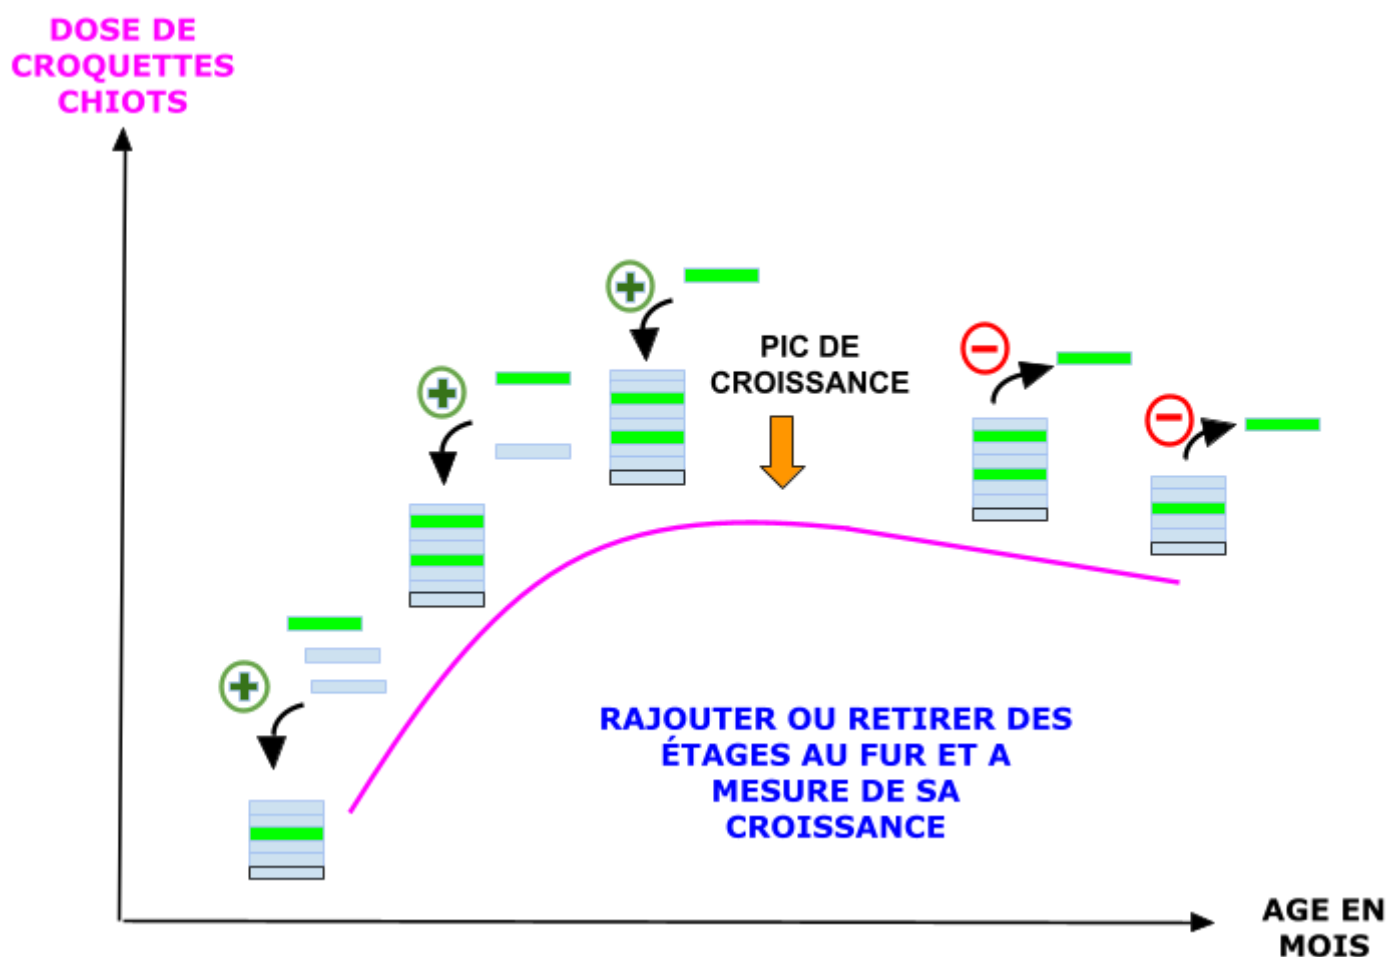 DOSE DE
CROQUETTES
CHIOTS
PIC DE
CROISSANCE
RAJOUTER OU RETIRER DES
ÉTAGES AU FUR ET A
MESURE DE SA
CROISSANCE
AGE EN
MOIS